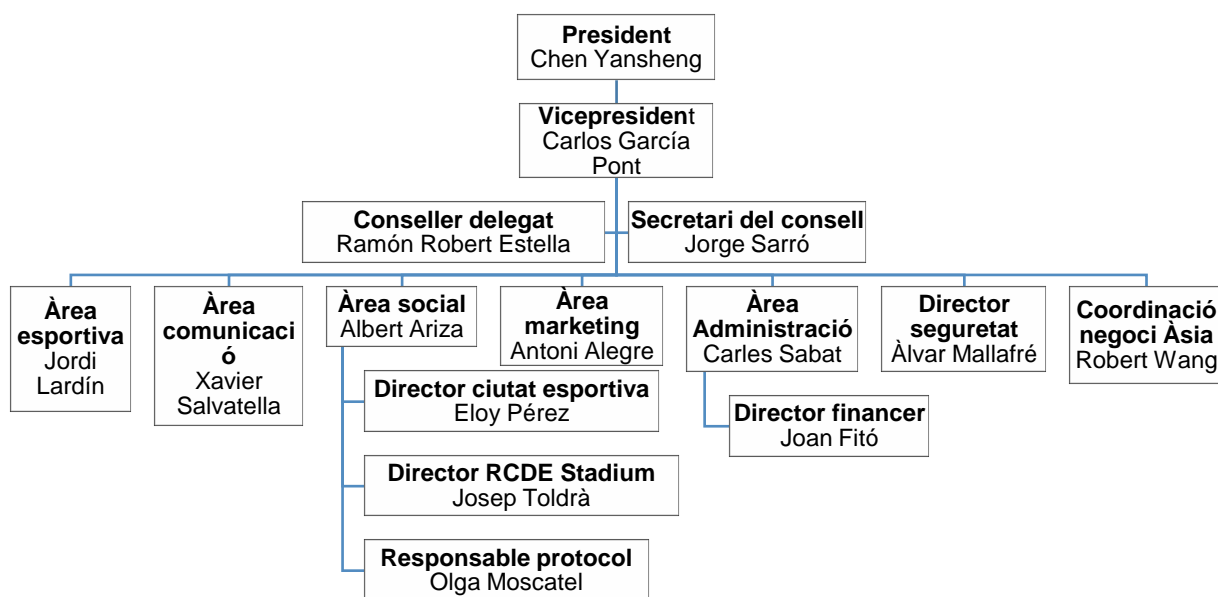 President
Chen Yansheng
Vicepresident
Carlos García
Pont
Conseller delegat
Ramón Robert Estella
Secretari del consell
Jorge Sarró
Àrea
esportiva
Jordi
Lardín
Àrea
comunicaci
ó
Xavier
Salvatella
Àrea social
Albert Ariza
Àrea
marketing
Antoni Alegre
Àrea
Administració
Carles Sabat
Director
seguretat
Àlvar Mallafré
Coordinació
negoci Àsia
Robert Wang
Director ciutat esportiva
Eloy Pérez
Director financer
Joan Fitó
Director RCDE Stadium
Josep Toldrà
Responsable protocol
Olga Moscatel